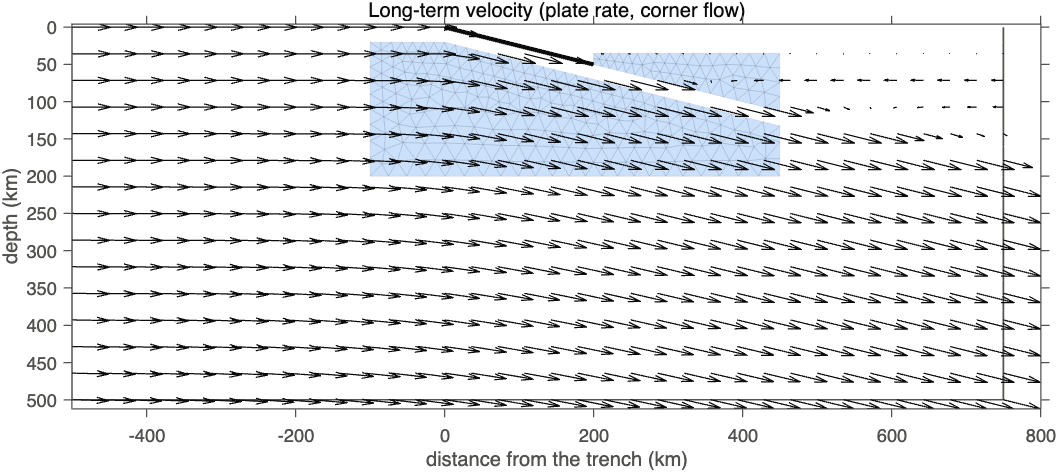 Long-term velocity (plate rate, corner flow)
0
50
100
150
200
250
300
350
400
450
500
depth (km)
-400 -200 0 200 400 600 800
distance from the trench (km)